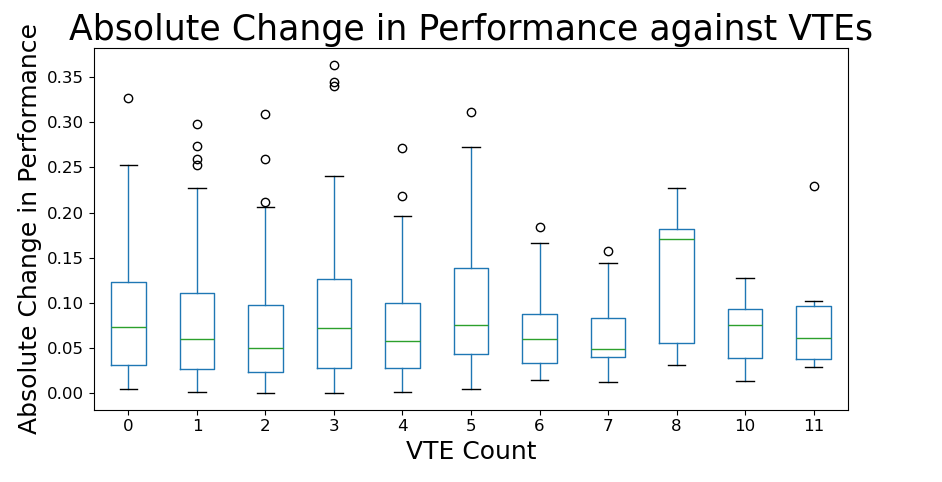 Absolute Change in Performance against VTEs
Absolute Change in Performance
0.35
0.30
0.25
0.20
0.15
0.10
0.05
0.00
0 1 2 3 4 5 6 7 8 10 11
VTE Count